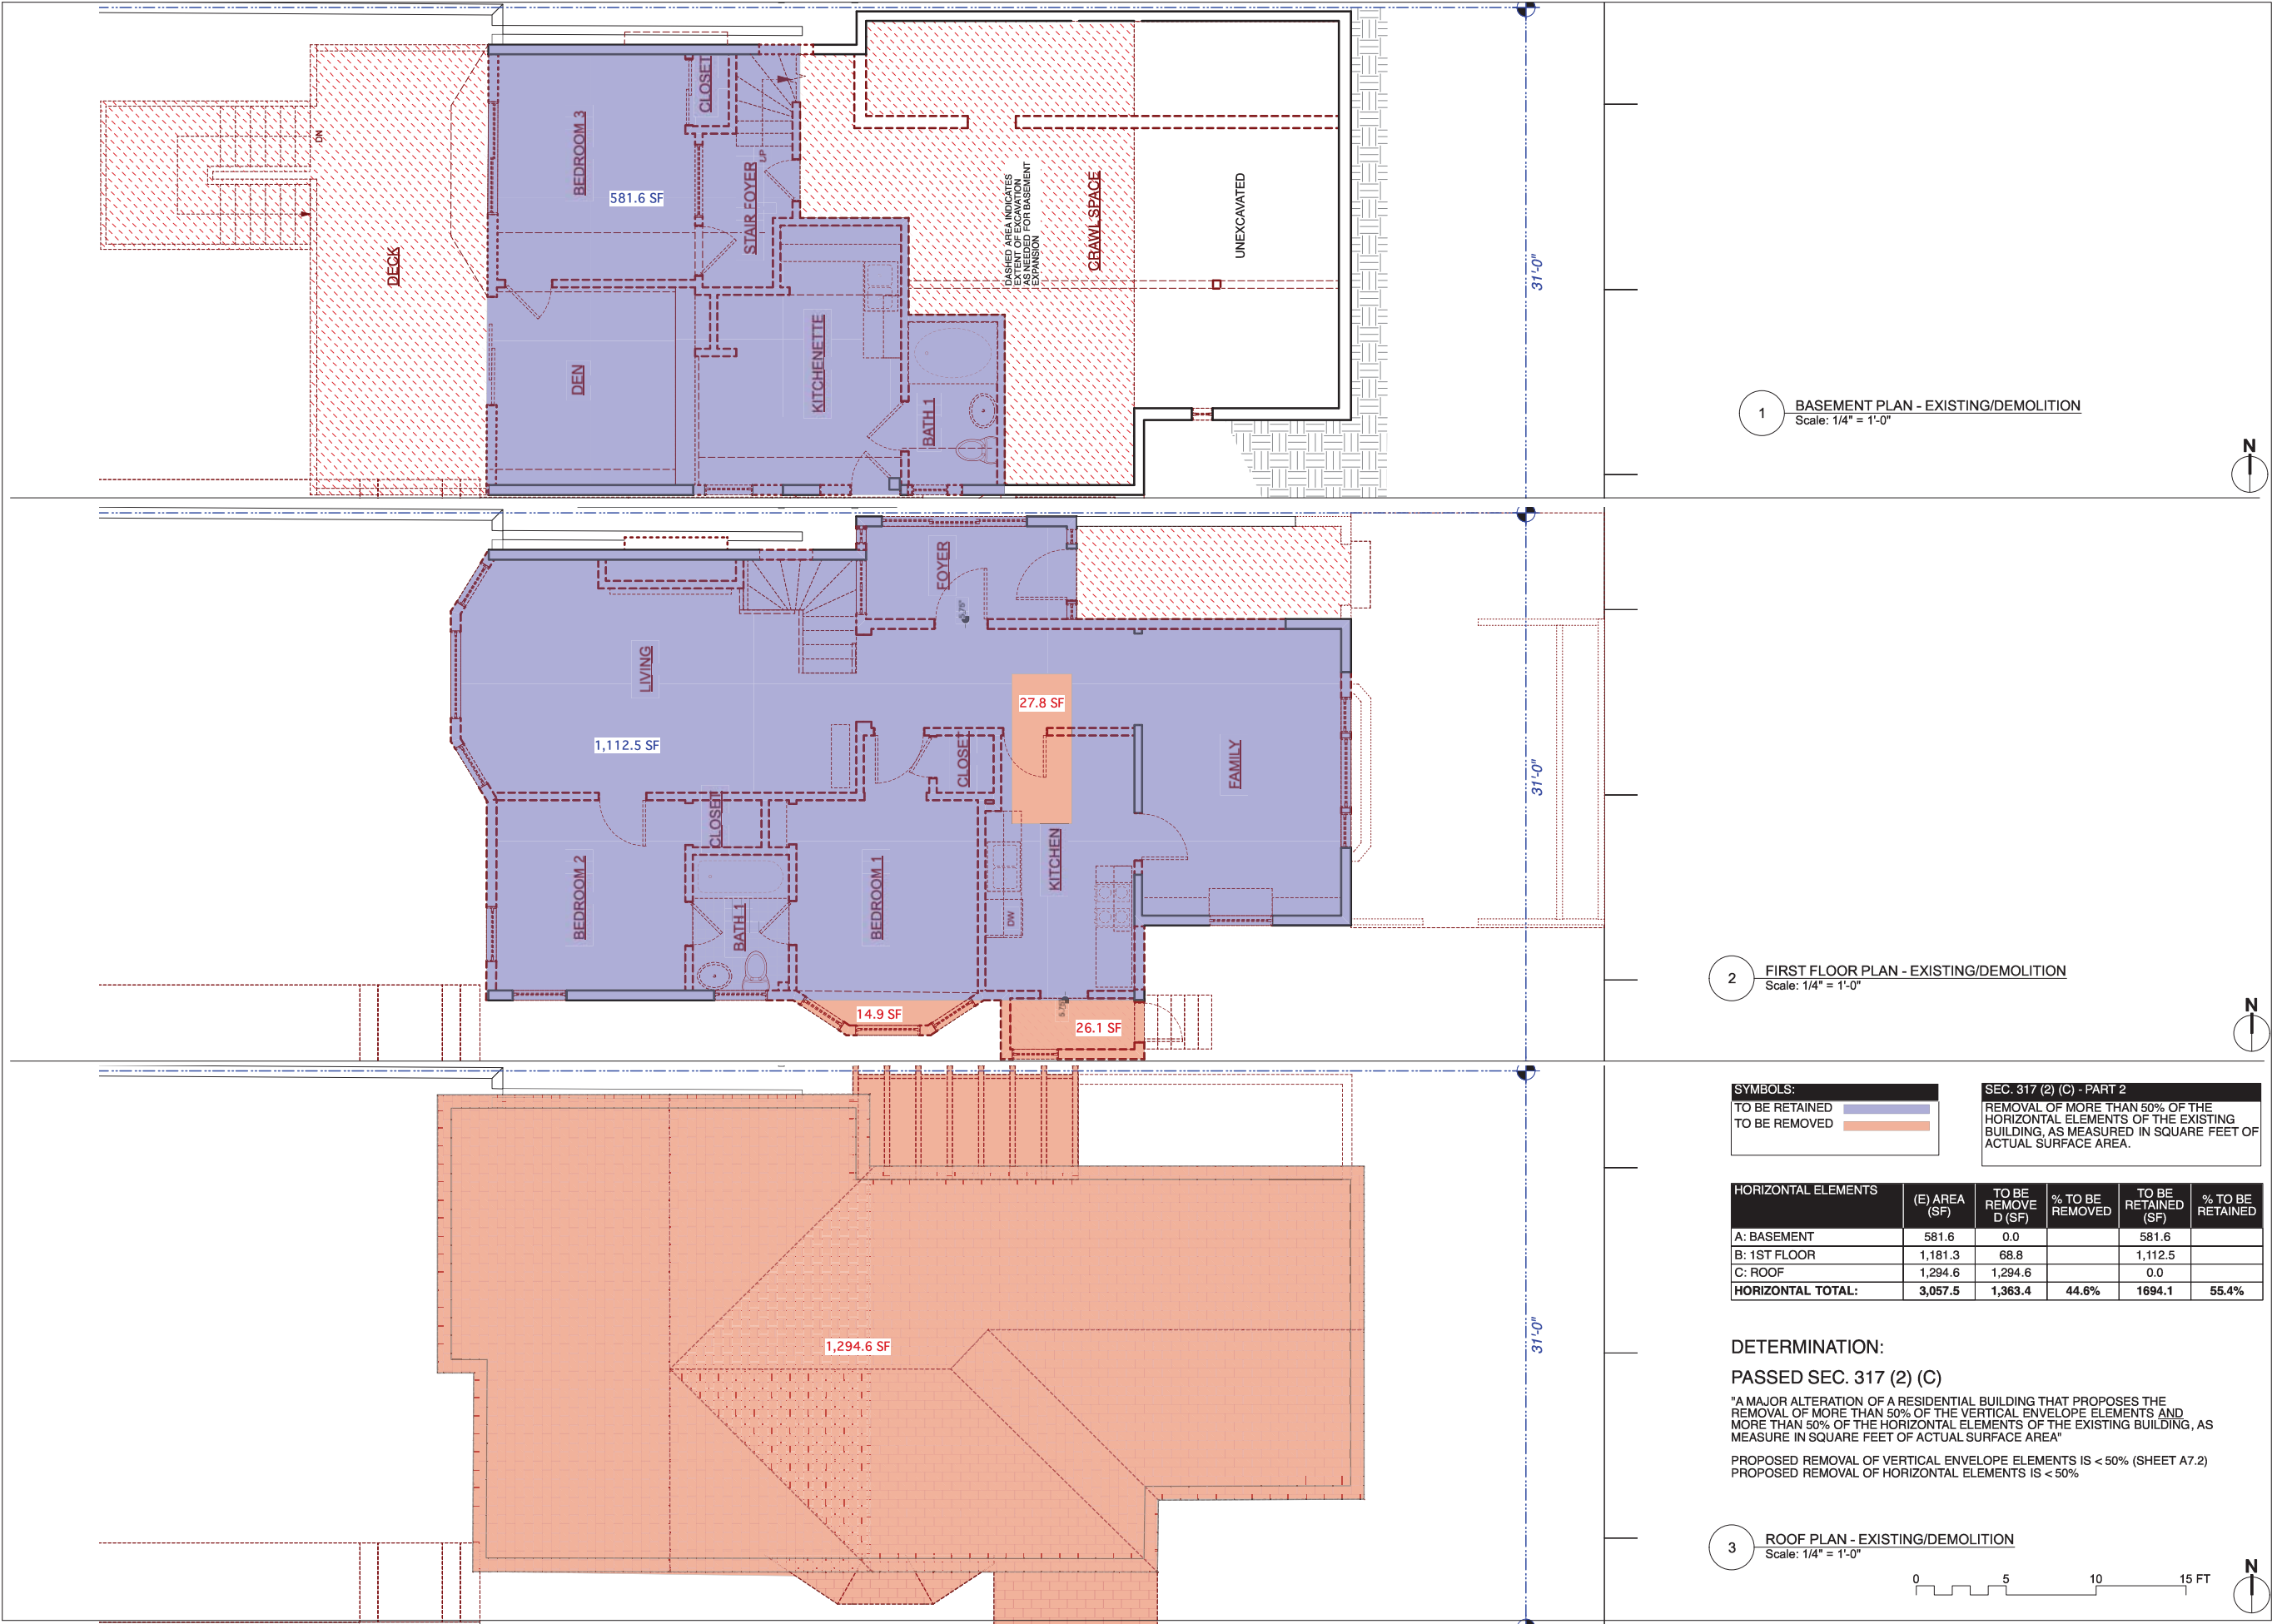 DECK
DN
BEDROOM 3
581.6 SF
CLOSET
STAIR FOYER
UP
DEN
KITCHENETTE
BATH 1
DASHED AREA INDICATES
EXTENT OF EXCAVATION
AS NEEDED FOR BASEMENT
EXPANSION
CRAWL SPACE
UNEXCAVATED
31'-0"
1
BASEMENT PLAN - EXISTING/DEMOLITION
Scale: 1/4" = 1'-0"
N
LIVING
1,112.5 SF
FOYER
5.75"
27.8 SF
CLOSET
FAMILY
CLOSET
BEDROOM 2
BATH 1
BEDROOM 1
KITCHEN
DW
14.9 SF
26.1 SF
31'-0"
2
FIRST FLOOR PLAN - EXISTING/DEMOLITION
Scale: 1/4" = 1'-0"
N
1,294.6 SF
31'-0"
SYMBOLS:
TO BE RETAINED
TO BE REMOVED
SEC. 317 (2) (C) - PART 2
REMOVAL OF MORE THAN 50% OF THE
HORIZONTAL ELEMENTS OF THE EXISTING
BUILDING, AS MEASURED IN SQUARE FEET OF
ACTUAL SURFACE AREA.
HORIZONTAL ELEMENTS (E) AREA (SF) TO BE REMOVE D (SF) % TO BE REMOVED TO BE RETAINED (SF) % TO BE RETAINED
A: BASEMENT 581.6 0.0 581.6
B: 1ST FLOOR 1,181.3 68.8 1,112.5
C: ROOF 1,294.6 1,294.6 0.0
HORIZONTAL TOTAL: 3,057.5 1,363.4 44.6% 1694.1 55.4%
DETERMINATION:
PASSED SEC. 317 (2) (C)
"A MAJOR ALTERATION OF A RESIDENTIAL BUILDING THAT PROPOSES THE
REMOVAL OF MORE THAN 50% OF THE VERTICAL ENVELOPE ELEMENTS AND
MORE THAN 50% OF THE HORIZONTAL ELEMENTS OF THE EXISTING BUILDING, AS
MEASURE IN SQUARE FEET OF ACTUAL SURFACE AREA"
PROPOSED REMOVAL OF VERTICAL ENVELOPE ELEMENTS IS < 50% (SHEET A7.2)
PROPOSED REMOVAL OF HORIZONTAL ELEMENTS IS < 50%
3
ROOF PLAN - EXISTING/DEMOLITION
Scale: 1/4" = 1'-0"
0 5 10 15 FT
N